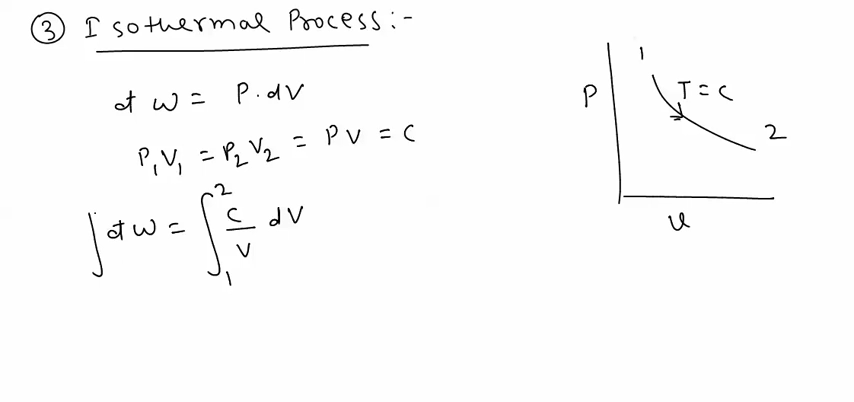 ③ Isothermal Process:-
đw = P.dV
P₁V₁ = P₂V₂ = PV = C
∫đw = ∫₁² C/V dV
1
T = C
P
2
v